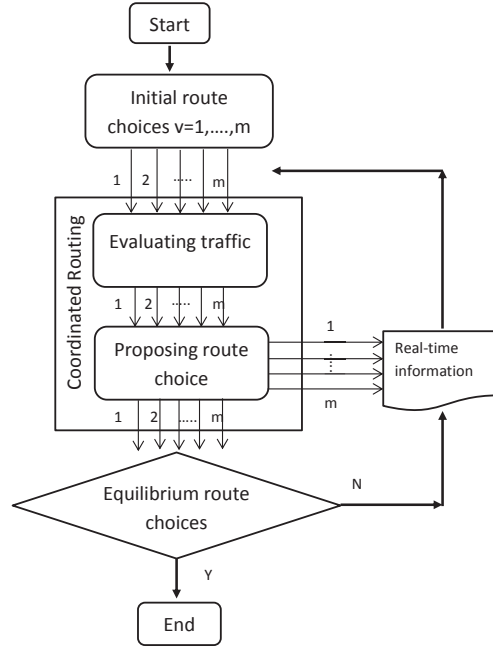 Start
Initial route
choices v=1,....,m
1 2 ..... m
Coordinated Routing
Evaluating traffic
1 2 ..... m
Proposing route
choice
1
.....
m
Real-time
information
1 2 ..... m
Equilibrium route
choices
N
Y
End